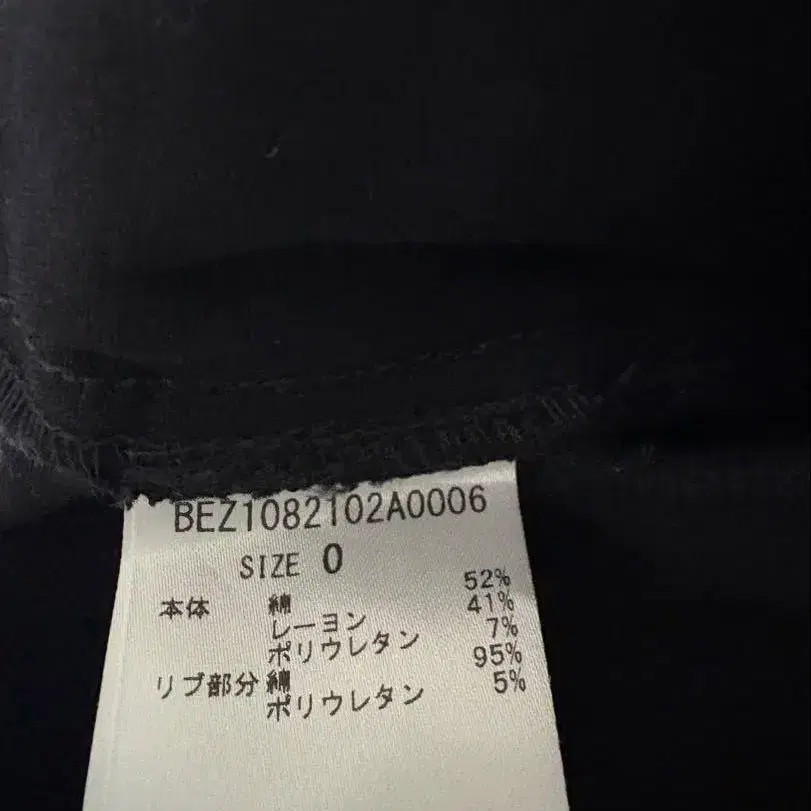 BEZ1082102A0006
SIZE 0
本体 綿 52%
レーヨン 41%
ポリウレタン 7%
リブ部分 綿 95%
ポリウレタン 5%